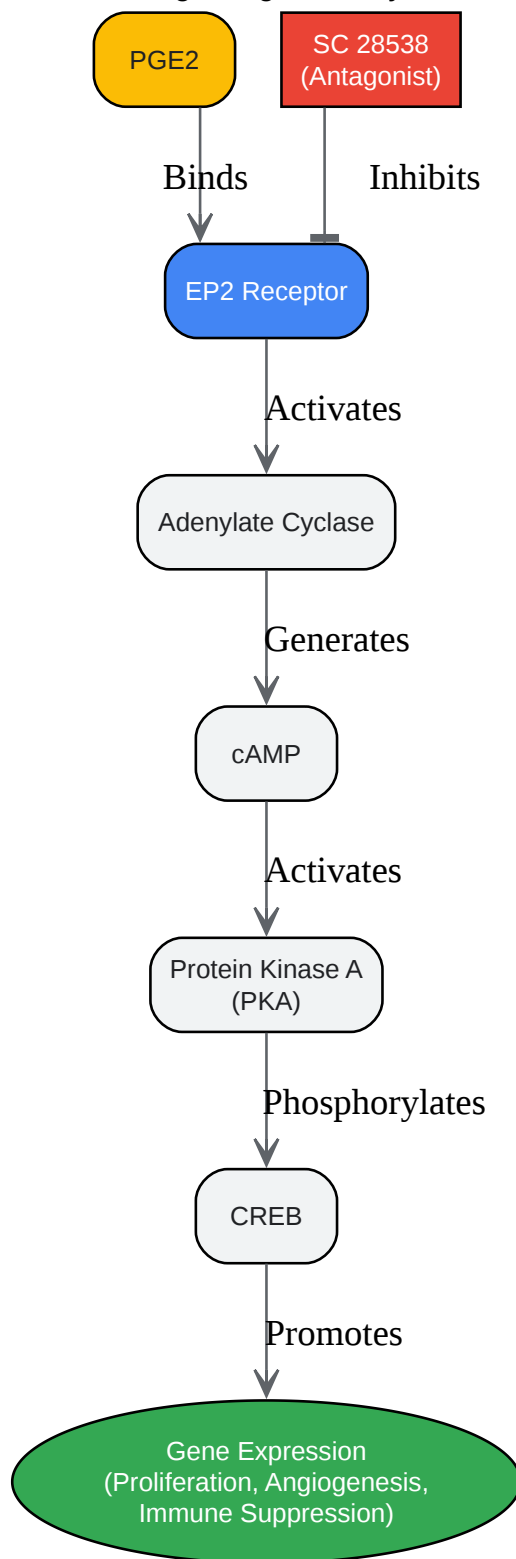 PGE2
SC 28538
(Antagonist)
Binds
Inhibits
EP2 Receptor
Activates
Adenylate Cyclase
Generates
cAMP
Activates
Protein Kinase A
(PKA)
Phosphorylates
CREB
Promotes
Gene Expression
(Proliferation, Angiogenesis,
Immune Suppression)